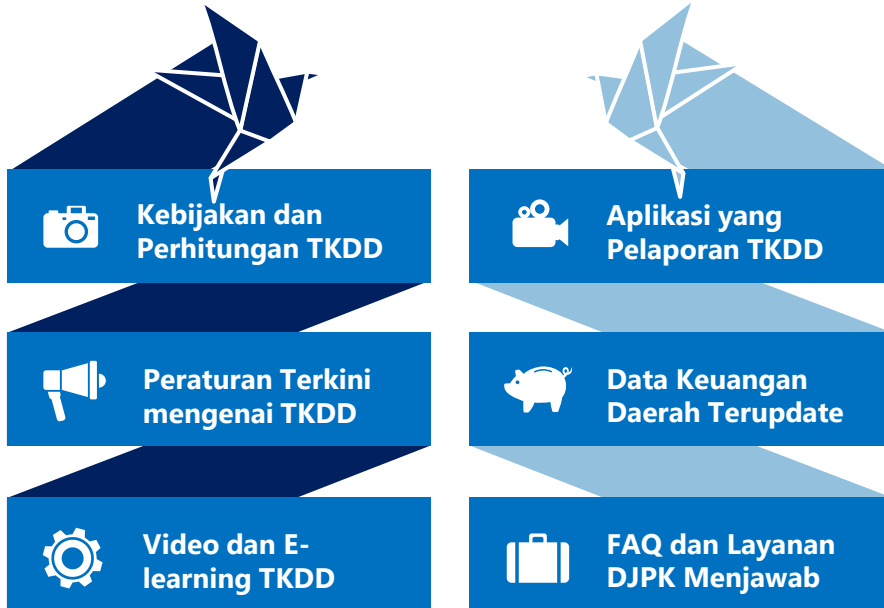 Kebijakan dan
Perhitungan TKDD
Peraturan Terkini
mengenai TKDD
Video dan E-
learning TKDD
Aplikasi yang
Pelaporan TKDD
Data Keuangan
Daerah Terupdate
FAQ dan Layanan
DJPK Menjawab